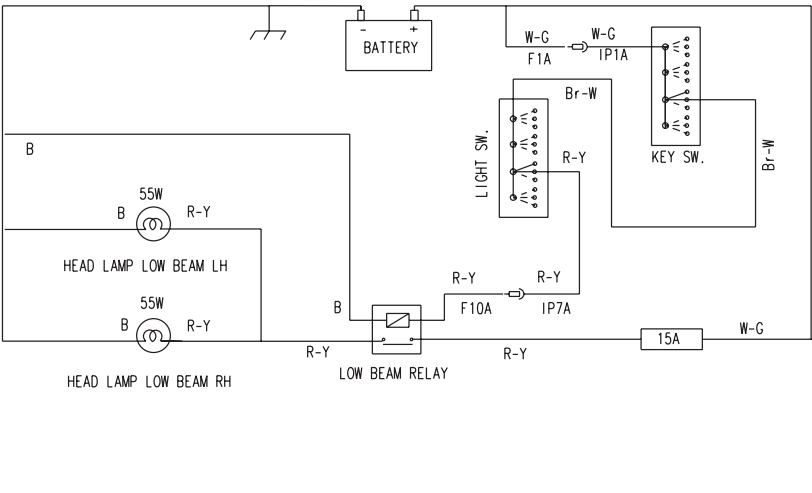 - +
BATTERY
W-G
W-G
F1A
IP1A
Br-W
B
LIGHT SW.
R-Y
KEY SW.
Br-W
55W
B
R-Y
HEAD LAMP LOW BEAM LH
R-Y
R-Y
F10A
IP7A
55W
B
B
R-Y
R-Y
R-Y
15A
W-G
LOW BEAM RELAY
HEAD LAMP LOW BEAM RH